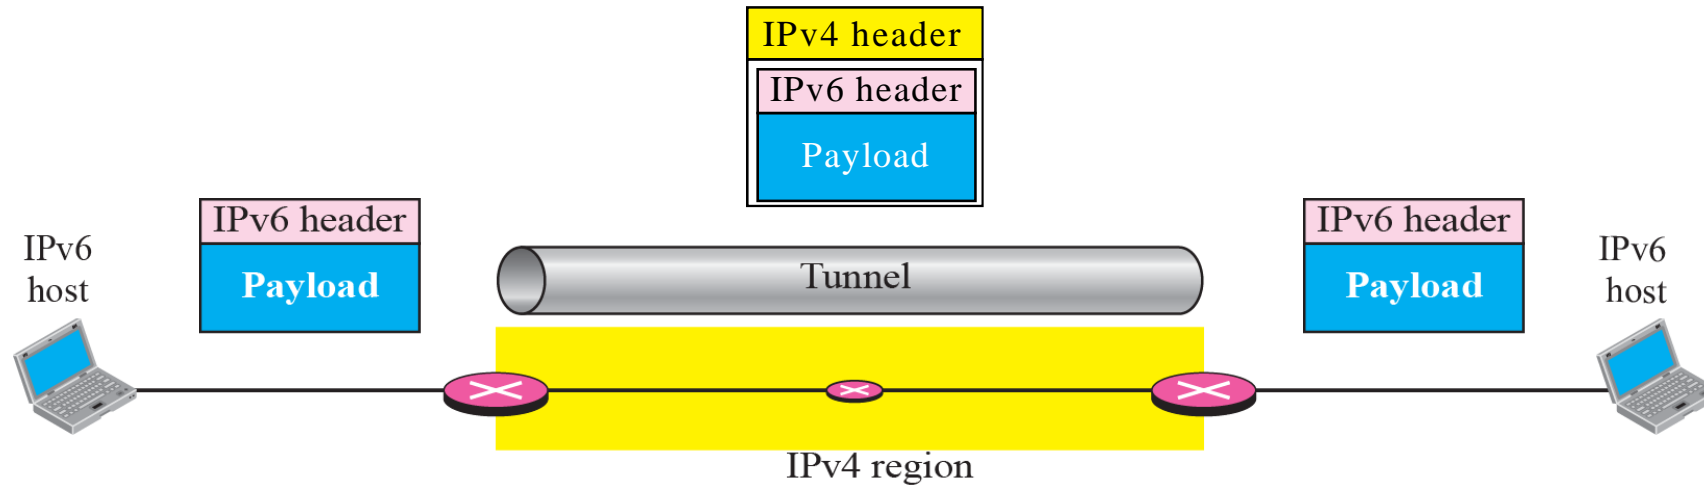 IPv4 header
IPv6 header
Payload
IPv6 header
Payload
IPv6 header
Payload
IPv6
host
Tunnel
IPv6
host
IPv4 region